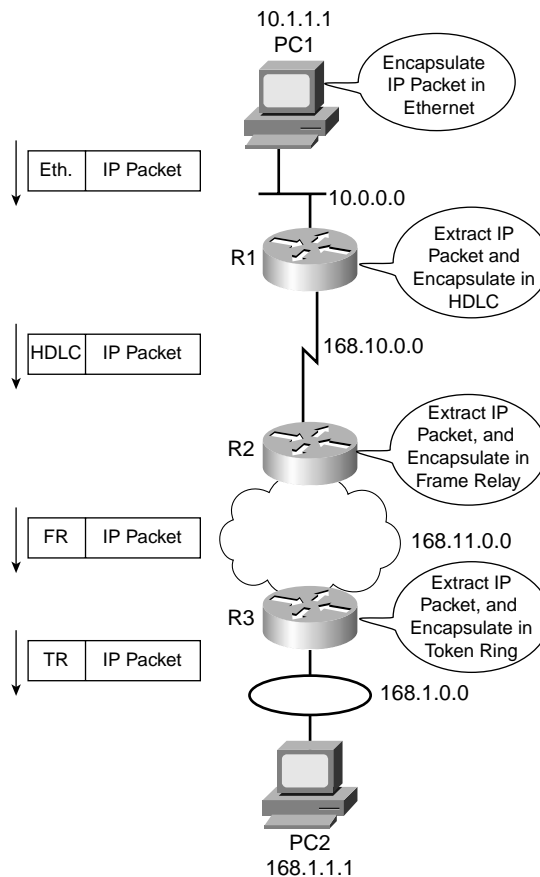 10.1.1.1
PC1
Encapsulate
IP Packet in
Ethernet
Eth.
IP Packet
10.0.0.0
R1
Extract IP
Packet and
Encapsulate in
HDLC
HDLC
IP Packet
168.10.0.0
R2
Extract IP
Packet, and
Encapsulate in
Frame Relay
FR
IP Packet
168.11.0.0
R3
Extract IP
Packet, and
Encapsulate in
Token Ring
TR
IP Packet
168.1.0.0
PC2
168.1.1.1